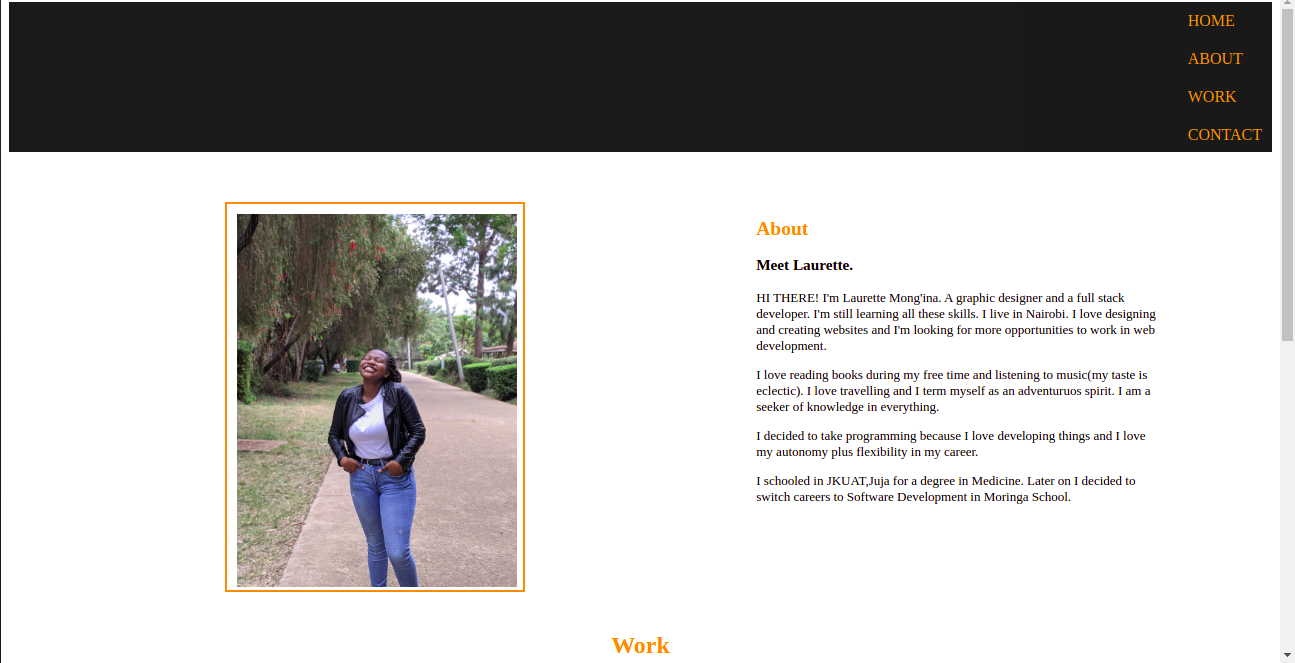 HOME
ABOUT
WORK
CONTACT
About
Meet Laurette.
HI THERE! I'm Laurette Mong'ina. A graphic designer and a full stack
developer. I'm still learning all these skills. I live in Nairobi. I love designing
and creating websites and I'm looking for more opportunities to work in web
development.
I love reading books during my free time and listening to music(my taste is
eclectic). I love travelling and I term myself as an adventuruos spirit. I am a
seeker of knowledge in everything.
I decided to take programming because I love developing things and I love
my autonomy plus flexibility in my career.
I schooled in JKUAT,Juja for a degree in Medicine. Later on I decided to
switch careers to Software Development in Moringa School.
Work